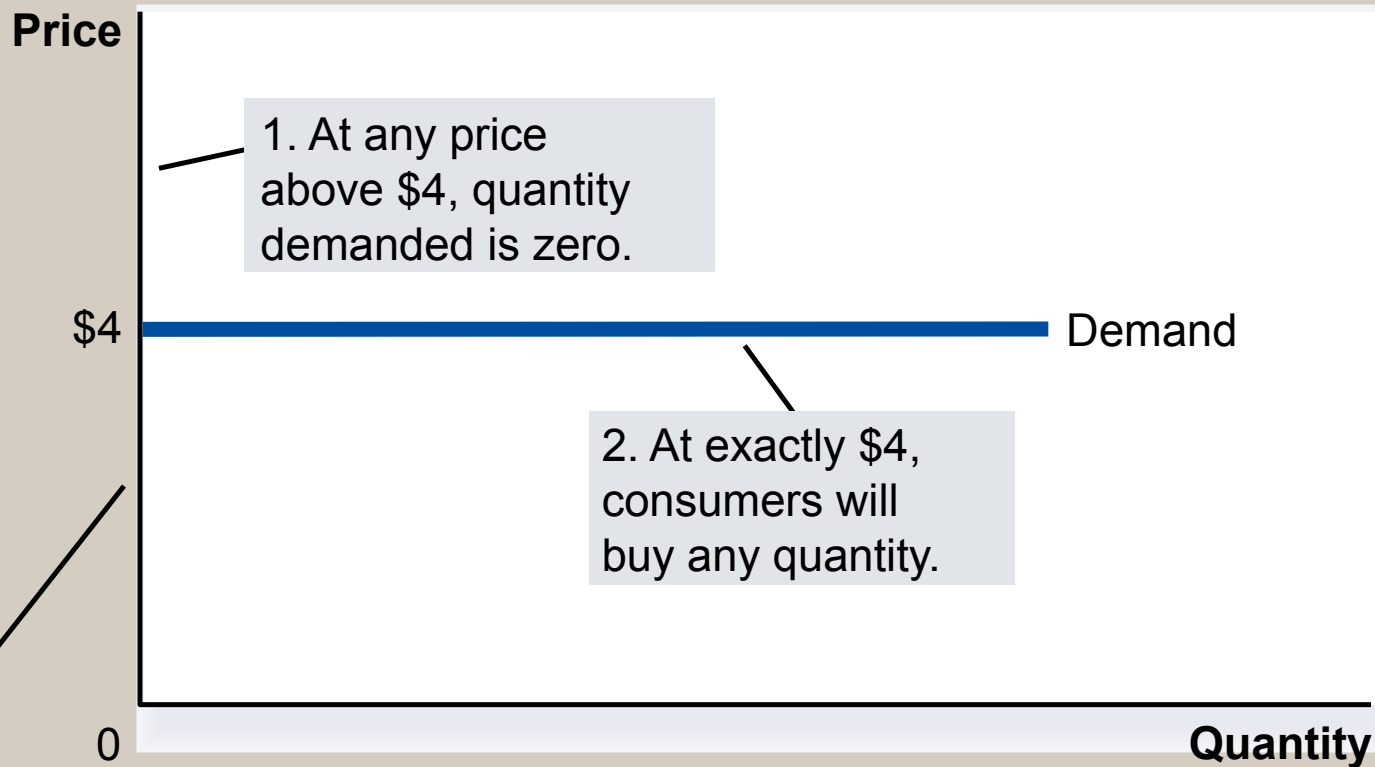 Price
1. At any price
above $4, quantity
demanded is zero.
$4
Demand
2. At exactly $4,
consumers will
buy any quantity.
0
Quantity